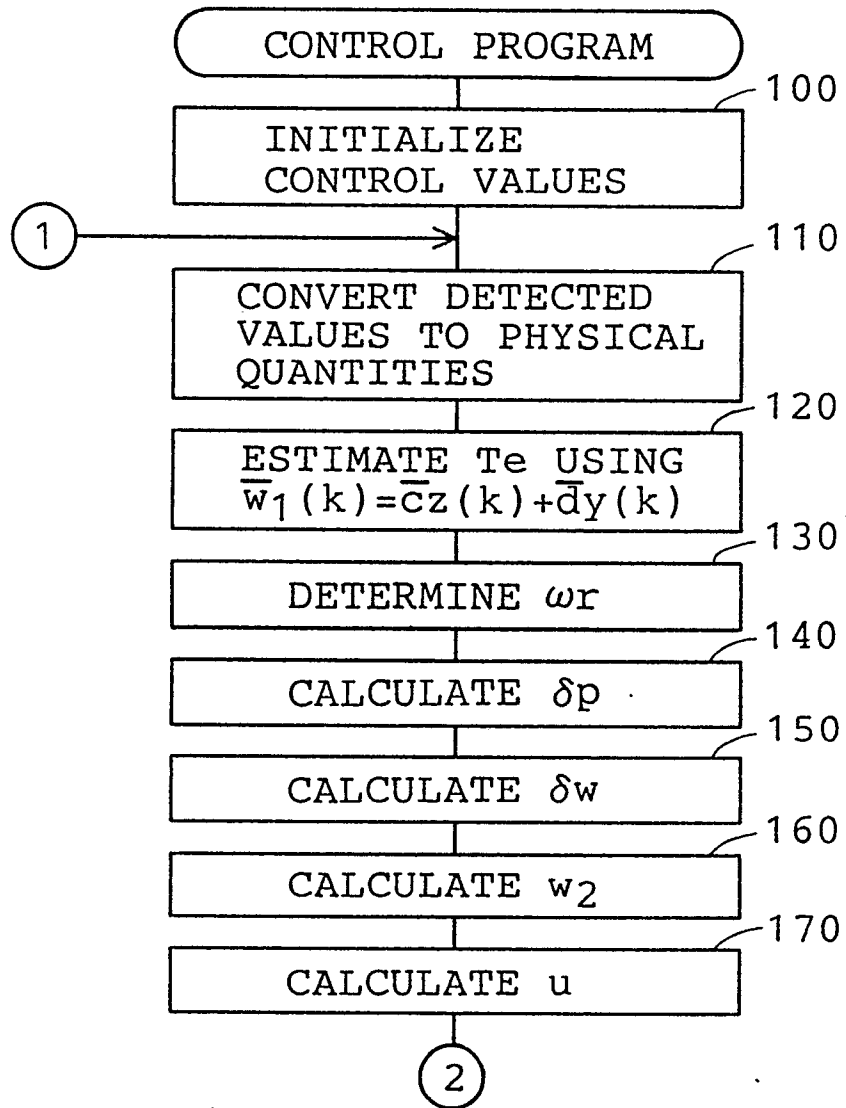 CONTROL PROGRAM
100
INITIALIZE
CONTROL VALUES
1
110
CONVERT DETECTED
VALUES TO PHYSICAL
QUANTITIES
120
ESTIMATE Te USING
w̅₁(k)=c̅z(k)+d̅y(k)
130
DETERMINE ωr
140
CALCULATE δp
150
CALCULATE δw
160
CALCULATE w₂
170
CALCULATE u
2